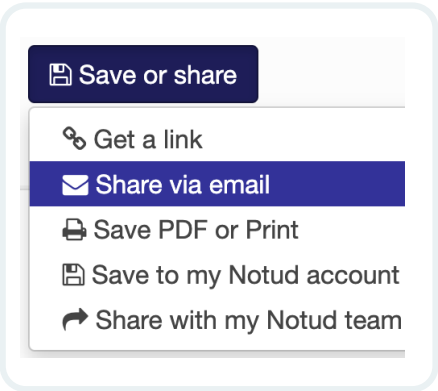 Save or share
Get a link
Share via email
Save PDF or Print
Save to my Notud account
Share with my Notud team